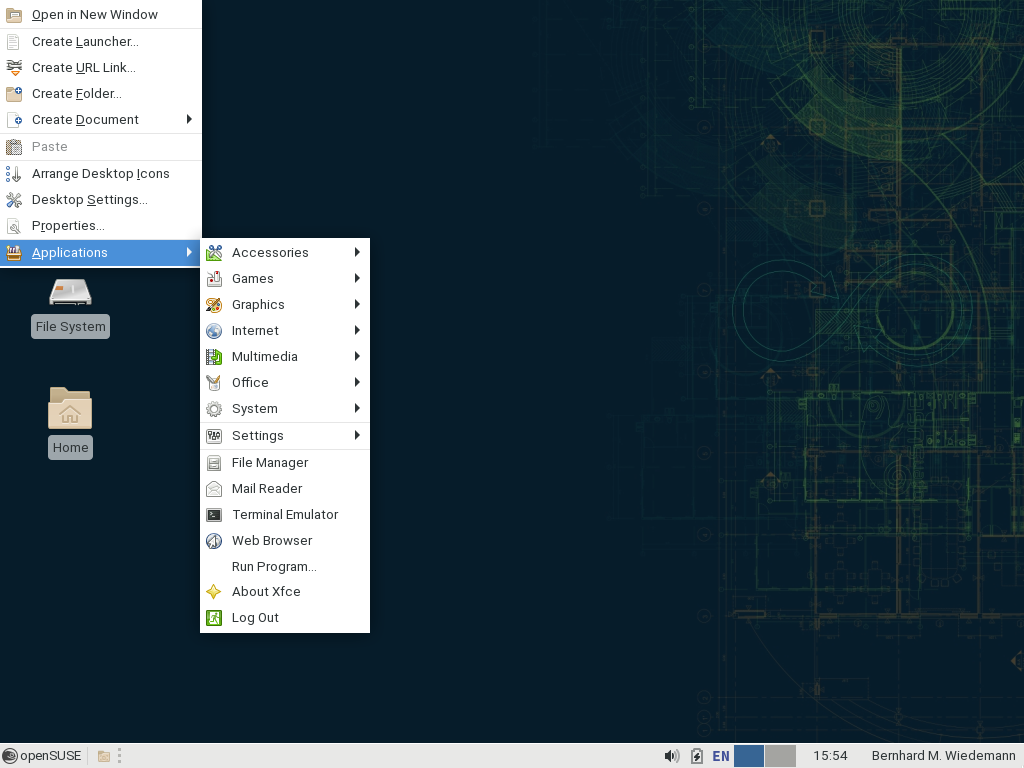 Open in New Window
Create Launcher...
Create URL Link...
Create Folder...
Create Document
Paste
Arrange Desktop Icons
Desktop Settings...
Properties...
Applications
Accessories
Games
Graphics
Internet
Multimedia
Office
System
Settings
File Manager
Mail Reader
Terminal Emulator
Web Browser
Run Program...
About Xfce
Log Out
File System
Home
openSUSE
EN
15:54
Bernhard M. Wiedemann